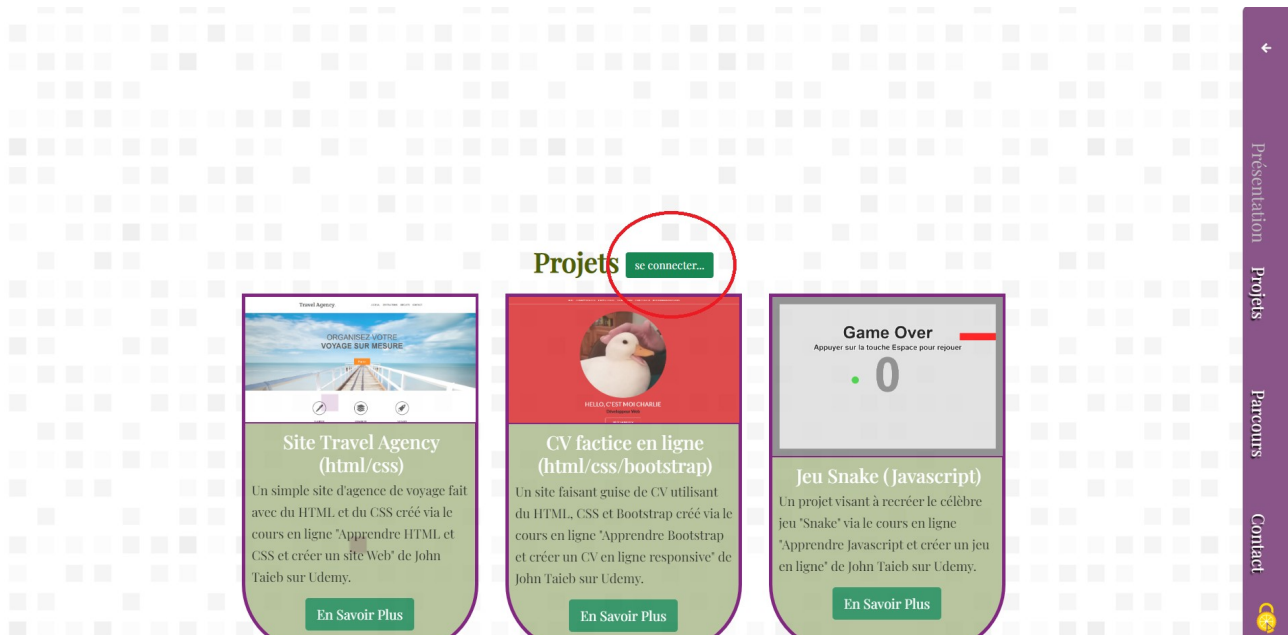 Présentation
Projets
Parcours
Contact
Projets
se connecter...
Travel Agency
ORGANISEZ VOTRE
VOYAGE SUR MESURE
Site Travel Agency
(html/css)
Un simple site d'agence de voyage fait
avec du HTML et du CSS créé via le
cours en ligne "Apprendre HTML et
CSS et créer un site Web" de John
Taieb sur Udemy.
En Savoir Plus
HELLO, C'EST MOI CHARLIE
Développeur Web
CV factice en ligne
(html/css/bootstrap)
Un site faisant guise de CV utilisant
du HTML, CSS et Bootstrap créé via le
cours en ligne "Apprendre Bootstrap
et créer un CV en ligne responsive" de
John Taieb sur Udemy.
En Savoir Plus
Game Over
Appuyer sur la touche Espace pour rejouer
0
Jeu Snake (Javascript)
Un projet visant à recréer le célèbre
jeu "Snake" via le cours en ligne
"Apprendre Javascript et créer un jeu
en ligne" de John Taieb sur Udemy.
En Savoir Plus